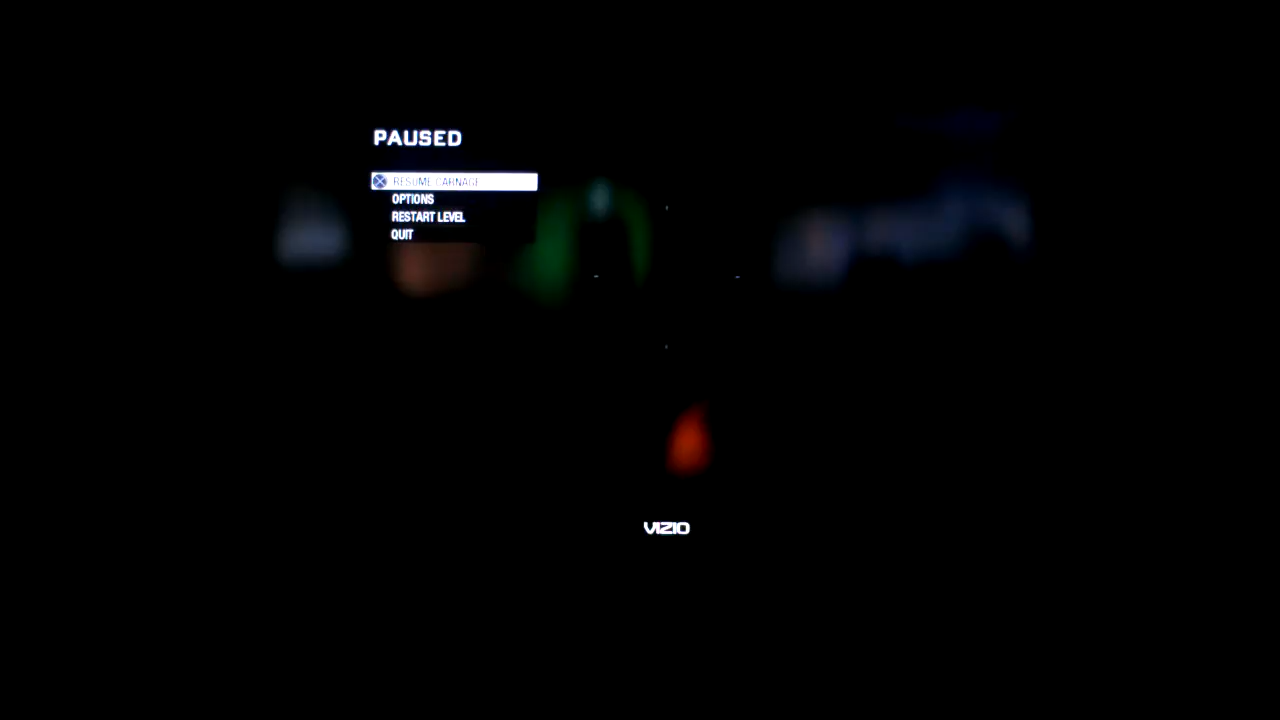 PAUSED
RESUME CARNAGE
OPTIONS
RESTART LEVEL
QUIT
VIZIO